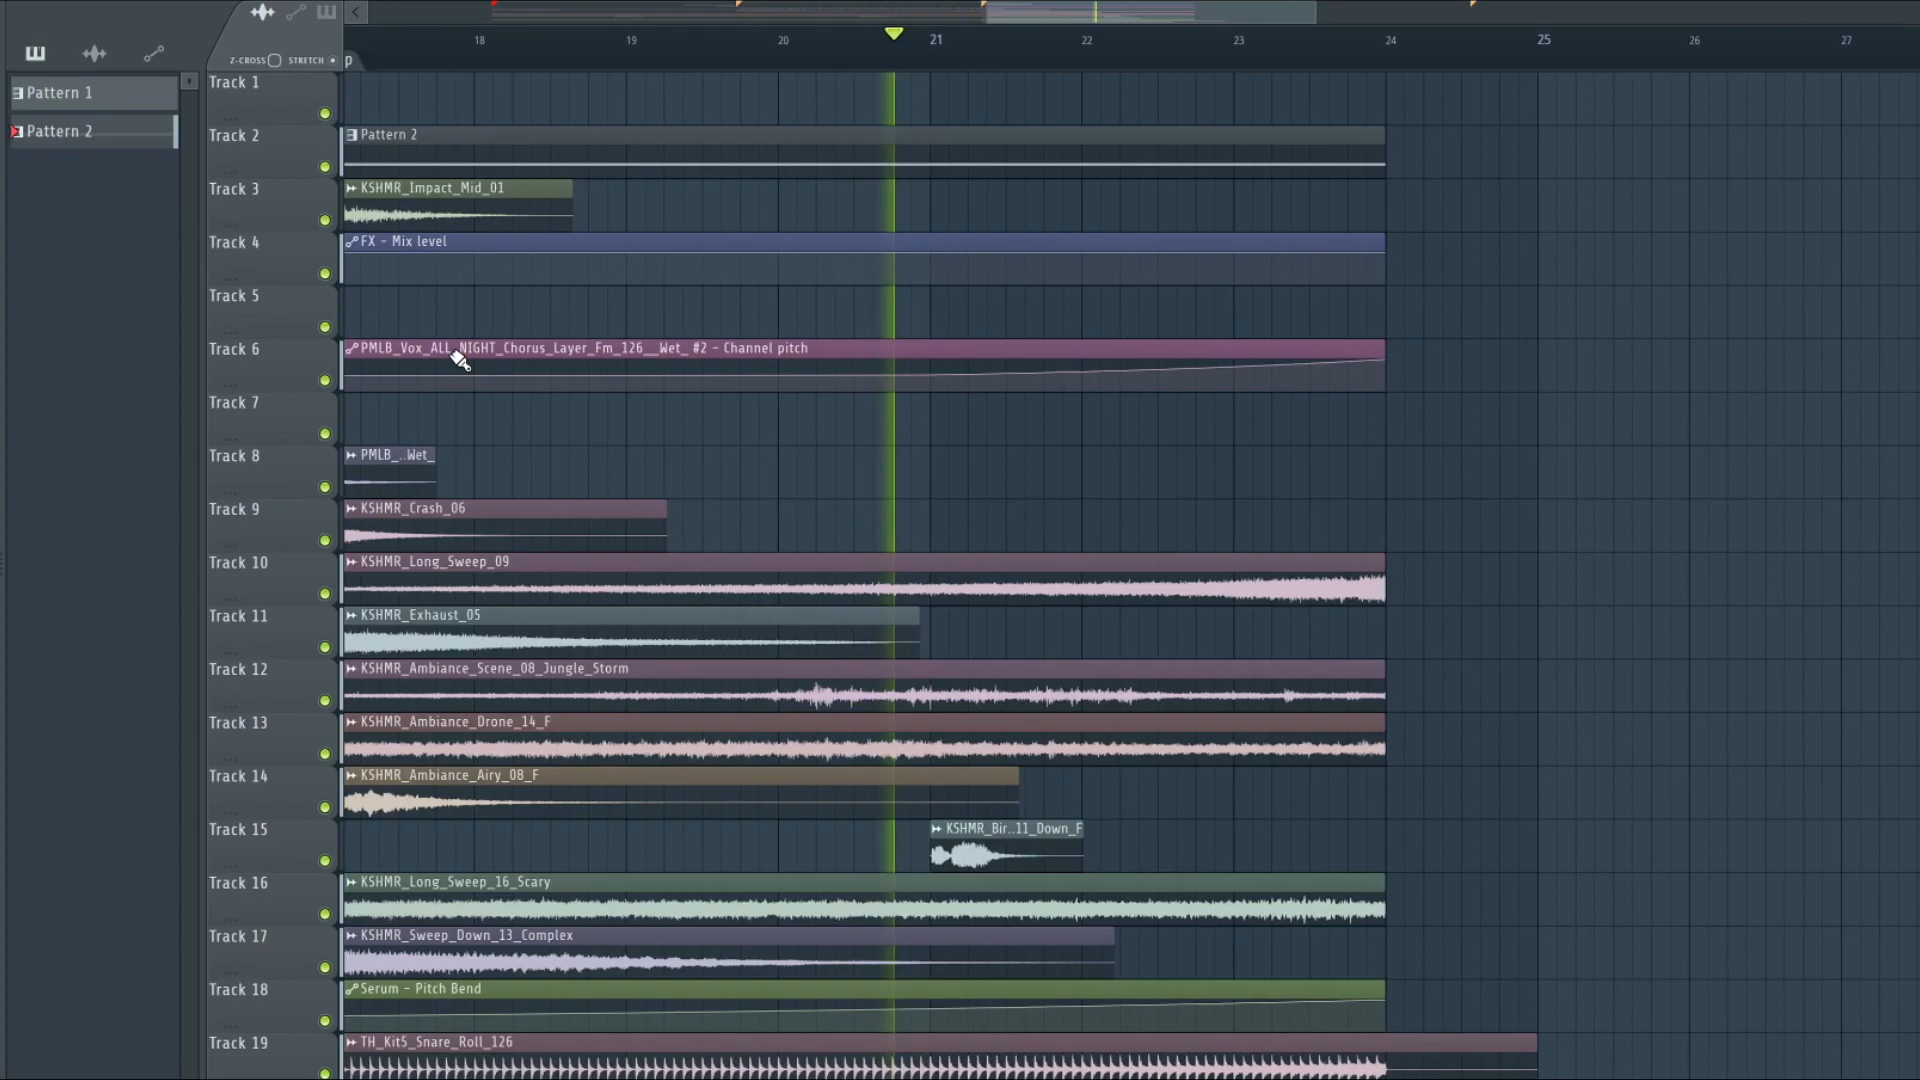 18 19 20 21 22 23 24 25 26 27
Z-CROSS STRETCH
p
Pattern 1
Pattern 2
Track 1
Track 2
Pattern 2
Track 3
KSHMR_Impact_Mid_01
Track 4
FX - Mix level
Track 5
Track 6
PMLB_Vox_ALL_NIGHT_Chorus_Layer_Fm_126__Wet_ #2 - Channel pitch
Track 7
Track 8
PMLB_..Wet_
Track 9
KSHMR_Crash_06
Track 10
KSHMR_Long_Sweep_09
Track 11
KSHMR_Exhaust_05
Track 12
KSHMR_Ambiance_Scene_08_Jungle_Storm
Track 13
KSHMR_Ambiance_Drone_14_F
Track 14
KSHMR_Ambiance_Airy_08_F
Track 15
KSHMR_Bir..11_Down_F
Track 16
KSHMR_Long_Sweep_16_Scary
Track 17
KSHMR_Sweep_Down_13_Complex
Track 18
Serum - Pitch Bend
Track 19
TH_Kit5_Snare_Roll_126